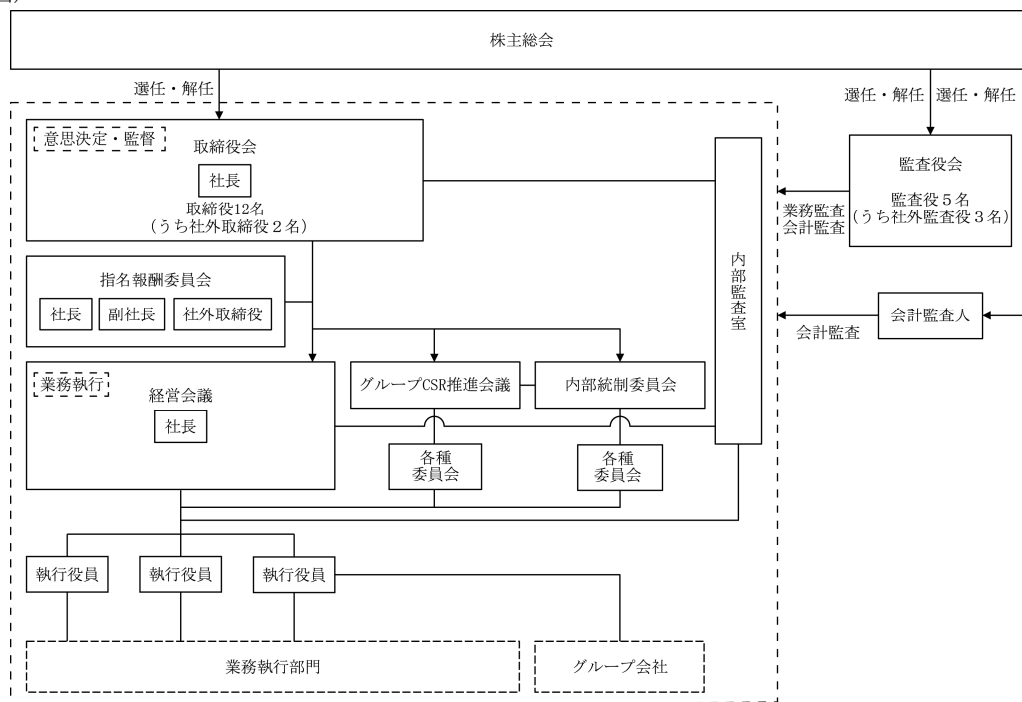 株主総会
選任・解任
選任・解任
選任・解任
意思決定・監督
取締役会
社長
取締役12名
（うち社外取締役２名）
監査役会
監査役５名
（うち社外監査役３名）
業務監査
会計監査
内部監査室
指名報酬委員会
社長
副社長
社外取締役
会計監査人
会計監査
業務執行
経営会議
社長
グループCSR推進会議
内部統制委員会
各種
委員会
各種
委員会
執行役員
執行役員
執行役員
業務執行部門
グループ会社